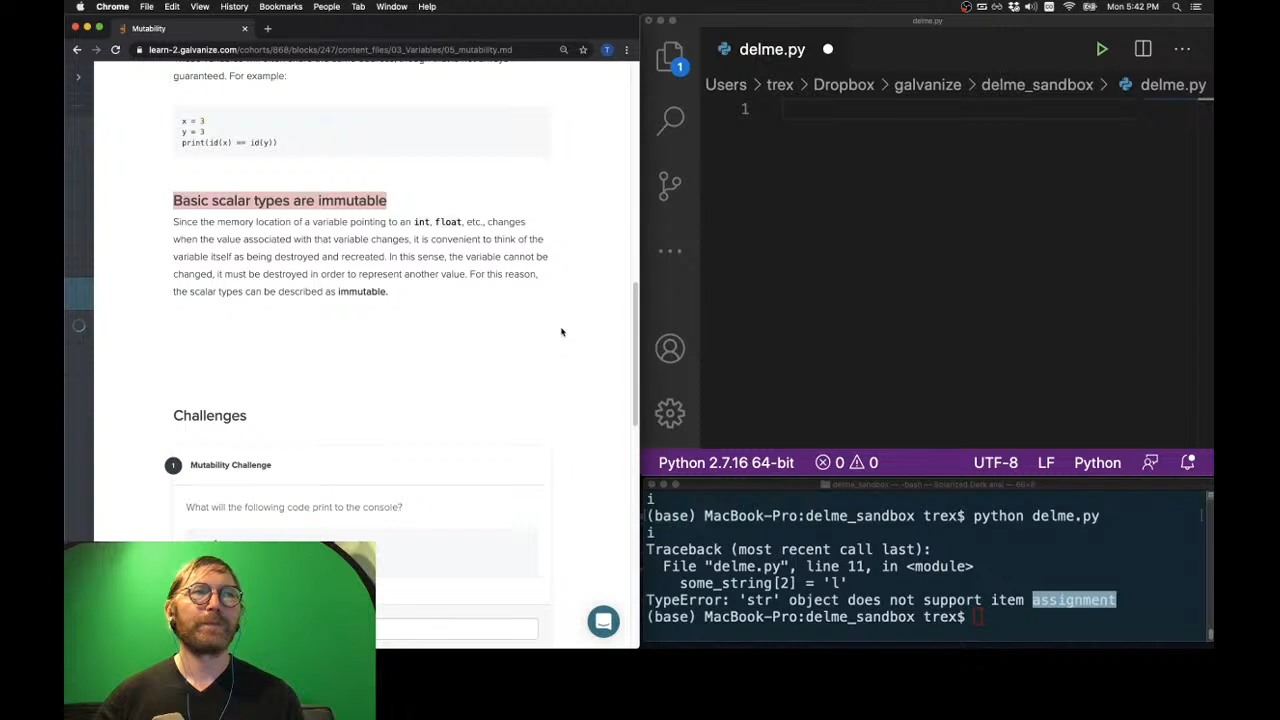 Chrome File Edit View History Bookmarks People Tab Window Help
Mon 5:42 PM
Mutability
learn-2.galvanize.com/cohorts/868/blocks/247/content_files/03_Variables/05_mutability.md
T
guaranteed. For example:
x = 3
y = 3
print(id(x) == id(y))
Basic scalar types are immutable
Since the memory location of a variable pointing to an int, float, etc., changes
when the value associated with that variable changes, it is convenient to think of the
variable itself as being destroyed and recreated. In this sense, the variable cannot be
changed, it must be destroyed in order to represent another value. For this reason,
the scalar types can be described as immutable.
Challenges
1 Mutability Challenge
What will the following code print to the console?
delme.py
delme.py
1
Users > trex > Dropbox > galvanize > delme_sandbox > delme.py
1
Python 2.7.16 64-bit 0 0 UTF-8 LF Python
delme_sandbox — -bash — Solarized Dark ansi — 66×8
i
(base) MacBook-Pro:delme_sandbox trex$ python delme.py
i
Traceback (most recent call last):
File "delme.py", line 11, in <module>
some_string[2] = 'l'
TypeError: 'str' object does not support item assignment
(base) MacBook-Pro:delme_sandbox trex$